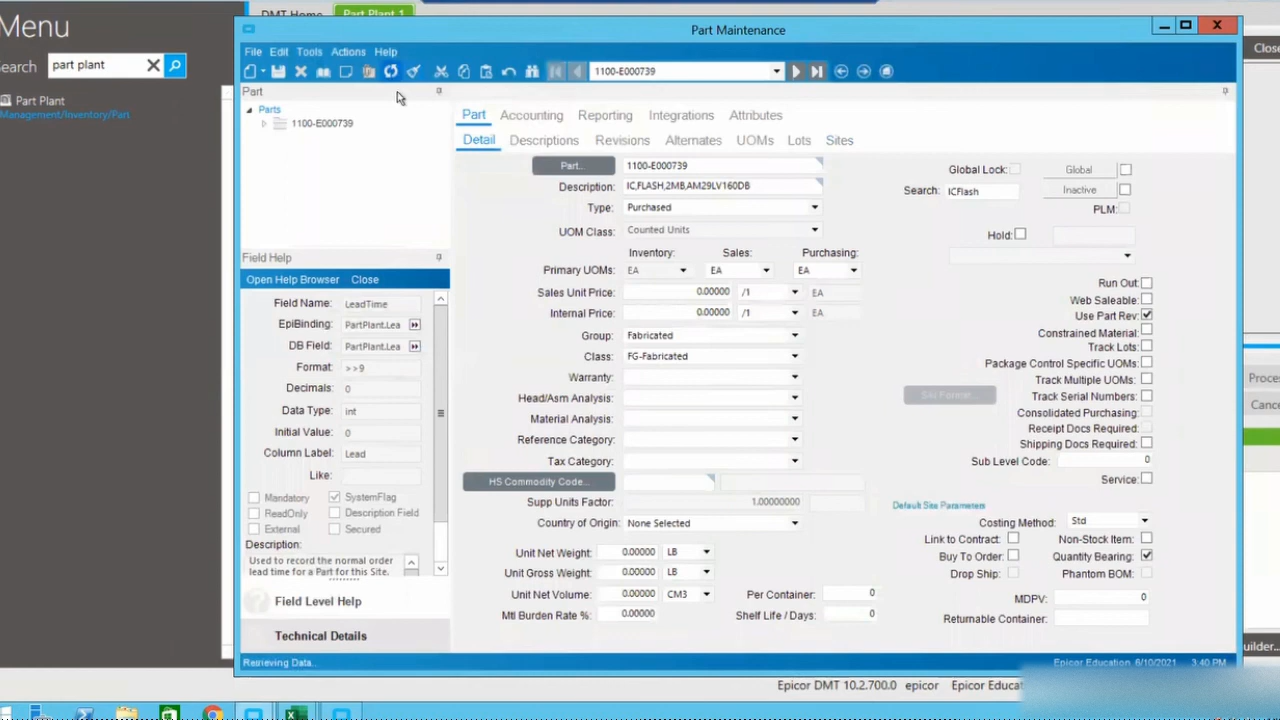 Menu
DMT Home
Part Plant 1
Search
part plant
Part Plant
Management/Inventory/Part
Part Maintenance
Close
File Edit Tools Actions Help
1100-E000739
Part
Parts
1100-E000739
Field Help
Open Help Browser Close
Field Name: LeadTime
EpiBinding: PartPlant.Lea
DB Field: PartPlant.Lea
Format: >>9
Decimals: 0
Data Type: int
Initial Value: 0
Column Label: Lead
Like:
Mandatory SystemFlag
ReadOnly Description Field
External Secured
Description:
Used to record the normal order
lead time for a Part for this Site.
Field Level Help
Technical Details
Part Accounting Reporting Integrations Attributes
Detail Descriptions Revisions Alternates UOMs Lots Sites
Part... 1100-E000739
Description: IC,FLASH,2MB,AM29LV160DB
Type: Purchased
UOM Class: Counted Units
Inventory: Sales: Purchasing:
Primary UOMs: EA EA EA
Sales Unit Price: 0.00000 /1 EA
Internal Price: 0.00000 /1 EA
Group: Fabricated
Class: FG-Fabricated
Warranty:
Head/Asm Analysis:
Material Analysis:
Reference Category:
Tax Category:
HS Commodity Code...
Supp Units Factor: 1.00000000
Country of Origin: None Selected
Unit Net Weight: 0.00000 LB
Unit Gross Weight: 0.00000 LB
Unit Net Volume: 0.00000 CM3
Mtl Burden Rate %: 0.00000
Per Container: 0
Shelf Life / Days: 0
Global Lock: Global
Search: ICFlash Inactive
PLM:
Hold:
Run Out:
Web Saleable:
Use Part Rev:
Constrained Material:
Track Lots:
Package Control Specific UOMs:
Track Multiple UOMs:
Track Serial Numbers:
Consolidated Purchasing:
Receipt Docs Required:
Shipping Docs Required:
Sub Level Code: 0
Service:
Default Site Parameters
Costing Method: Std
Link to Contract: Non-Stock Item:
Buy To Order: Quantity Bearing:
Drop Ship: Phantom BOM:
MDPV: 0
Returnable Container:
Retrieving Data..
Epicor Education 6/10/2021 3:40 PM
Epicor DMT 10.2.700.0 epicor Epicor Educat